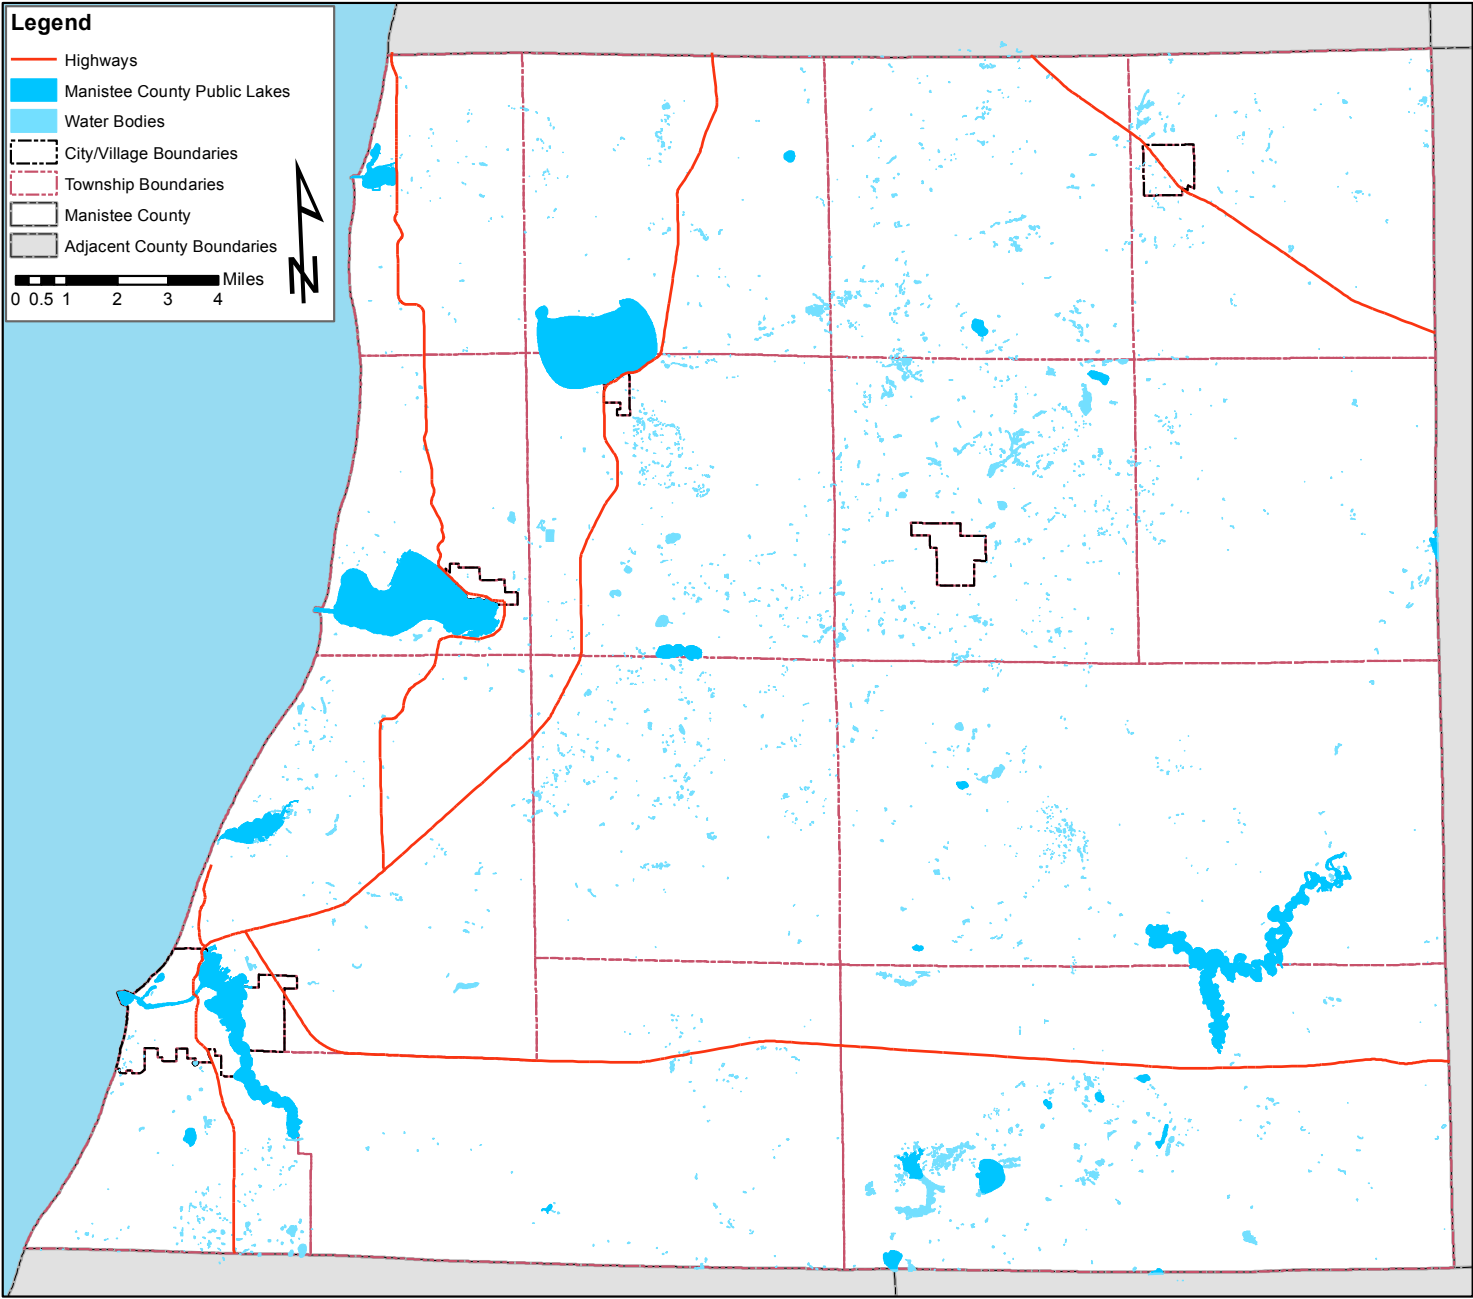 Legend
Highways
Manistee County Public Lakes
Water Bodies
City/Village Boundaries
Township Boundaries
Manistee County
Adjacent County Boundaries
Miles
0 0.5 1 2 3 4
N